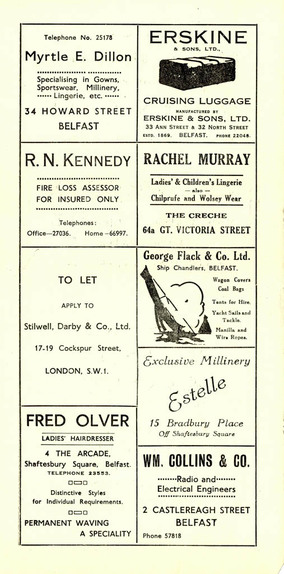 Telephone No. 25178
Myrtle E. Dillon
Specialising in Gowns,
Sportswear, Millinery,
Lingerie, etc.
34 HOWARD STREET
BELFAST
ERSKINE
& SONS, LTD.,
CRUISING LUGGAGE
MANUFACTURED BY
ERSKINE & SONS, LTD.
33 ANN STREET & 32 NORTH STREET
ESTD. 1869. BELFAST. PHONE 22048.
R. N. KENNEDY
FIRE LOSS ASSESSOR
FOR INSURED ONLY
Telephones:
Office—27036. Home—66997.
RACHEL MURRAY
Ladies' & Children's Lingerie
— also —
Chilprufe and Wolsey Wear
THE CRECHE
64a GT. VICTORIA STREET
TO LET
APPLY TO
Stilwell, Darby & Co., Ltd.
17-19 Cockspur Street,
LONDON, S.W.1.
George Flack & Co. Ltd.
Ship Chandlers, BELFAST.
Wagon Covers
Coal Bags
Tents for Hire.
Yacht Sails and
Tackle.
Manilla and
Wire Ropes.
Exclusive Millinery
Estelle
15 Bradbury Place
Off Shaftesbury Square
FRED OLVER
LADIES' HAIRDRESSER
4 THE ARCADE,
Shaftesbury Square, Belfast.
TELEPHONE 23553.
Distinctive Styles
for Individual Requirements.
PERMANENT WAVING
A SPECIALITY
WM. COLLINS & CO.
Radio and
Electrical Engineers
2 CASTLEREAGH STREET
BELFAST
Phone 57818